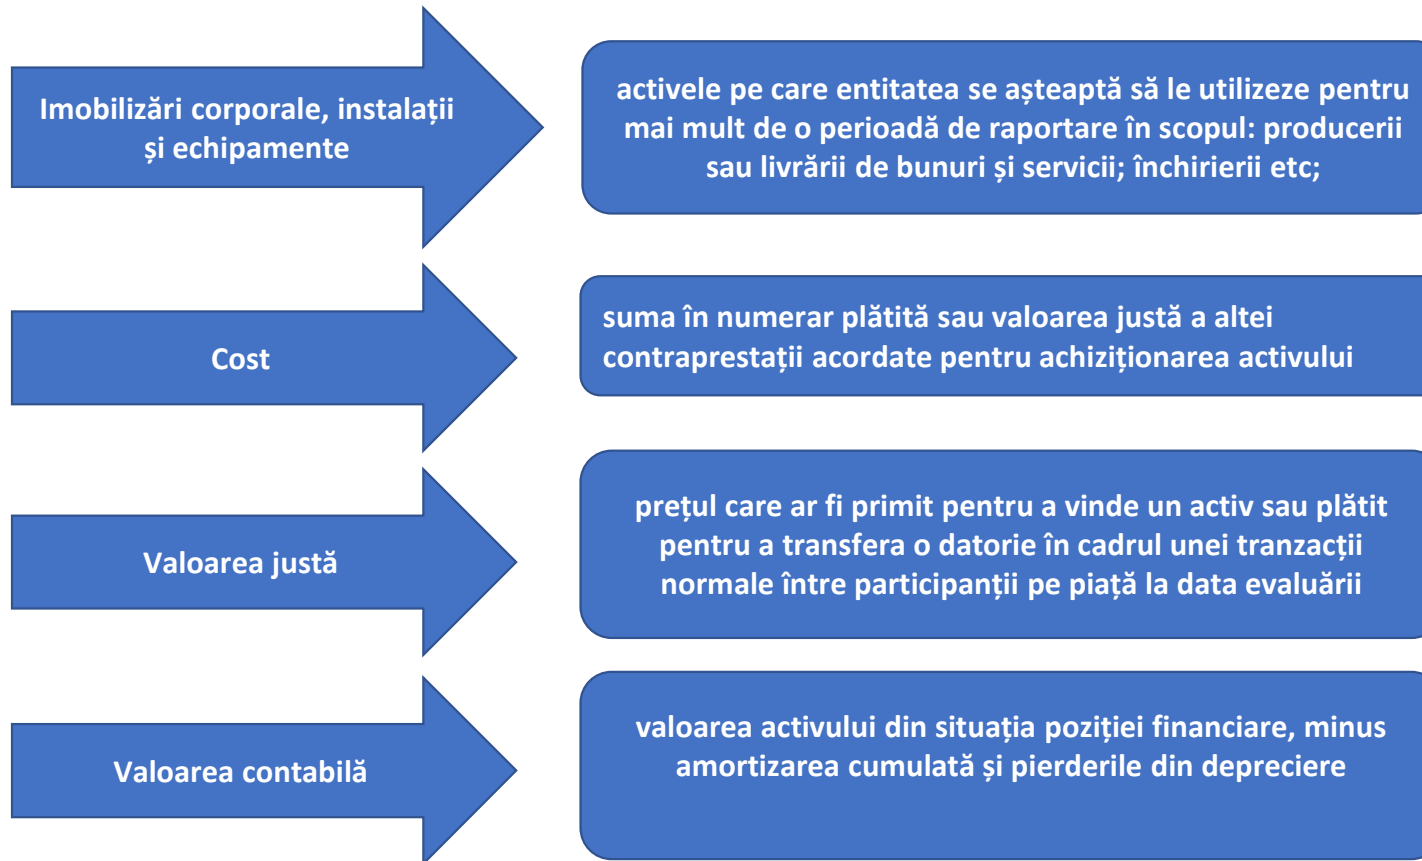 Imobilizări corporale, instalații
și echipamente
activele pe care entitatea se așteaptă să le utilizeze pentru
mai mult de o perioadă de raportare în scopul: producerii
sau livrării de bunuri și servicii; închirierii etc;
Cost
suma în numerar plătită sau valoarea justă a altei
contraprestații acordate pentru achiziționarea activului
Valoarea justă
prețul care ar fi primit pentru a vinde un activ sau plătit
pentru a transfera o datorie în cadrul unei tranzacții
normale între participanții pe piață la data evaluării
Valoarea contabilă
valoarea activului din situația poziției financiare, minus
amortizarea cumulată și pierderile din depreciere